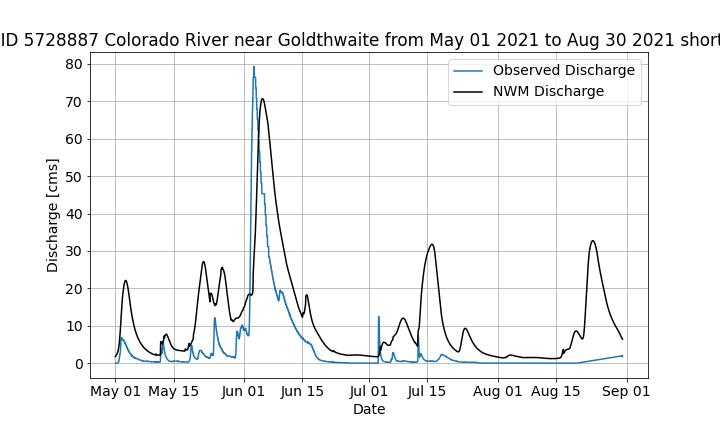 ID 5728887 Colorado River near Goldthwaite from May 01 2021 to Aug 30 2021 short
Observed Discharge
NWM Discharge
Discharge [cms]
80
70
60
50
40
30
20
10
0
May 01 May 15 Jun 01 Jun 15 Jul 01 Jul 15 Aug 01 Aug 15 Sep 01
Date